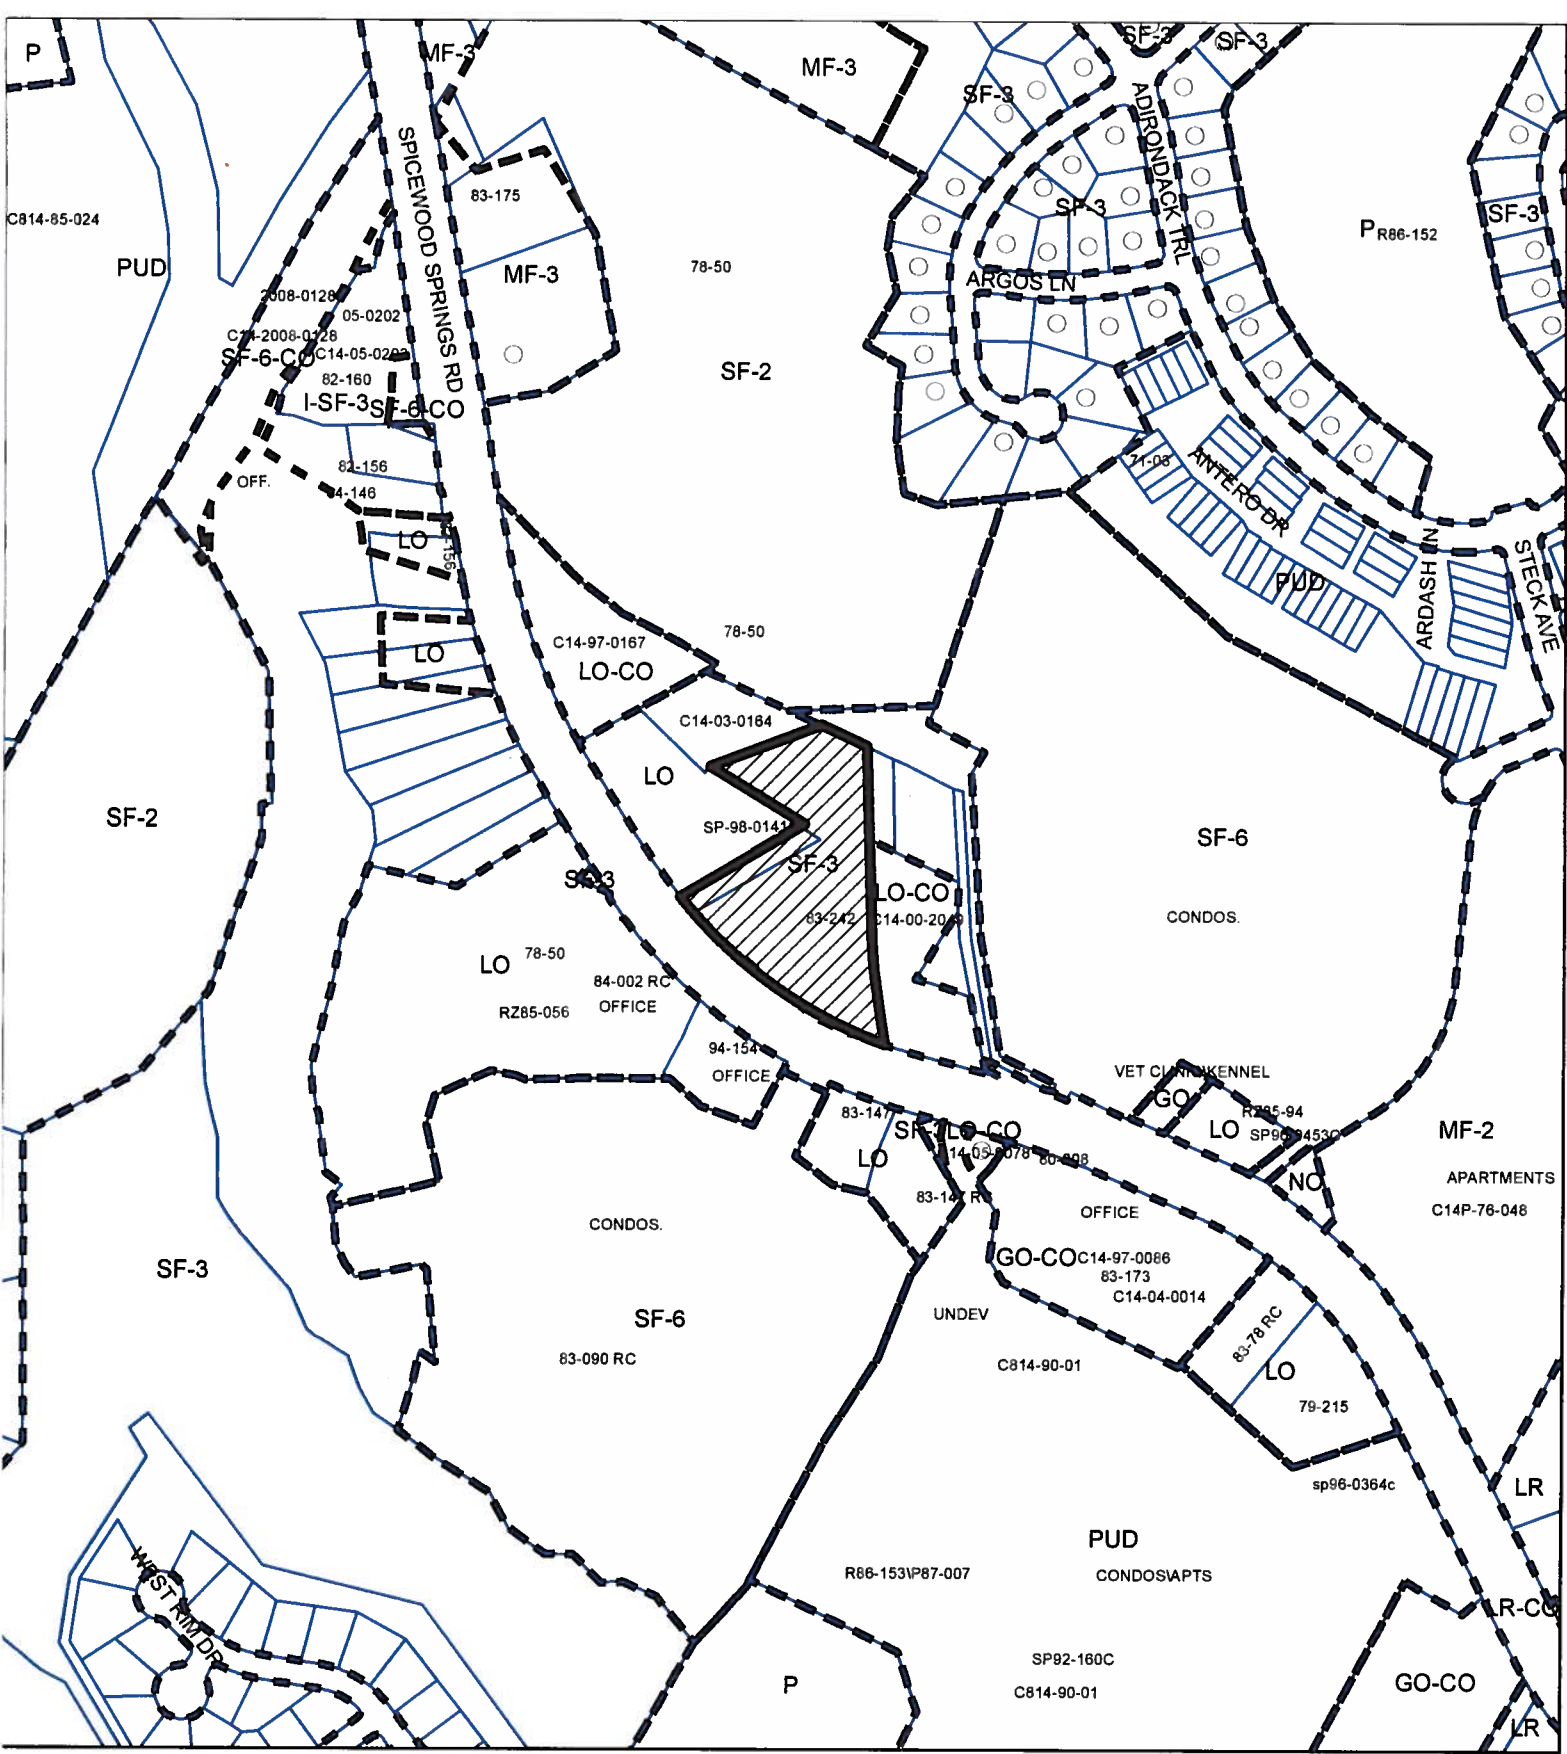 P
MF-3
MF-3
SF-3
SF-3
SF-3
SPICEWOOD SPRINGS RD
ADIRONDACK TRL
83-175
SF-3
SF-3
C814-85-024
PR86-152
PUD
MF-3
78-50
ARGOS LN
2008-0128
05-0202
C14-2008-0128
SF-6-CO
82-160
SF-2
I-SF-3
SF-6-CO
82-156
71-03
ANTERO DR
OFF.
LO
PUD
ARDASH LN
STECK AVE
LO
C14-97-0167
78-50
LO-CO
C14-03-0164
LO
SF-2
SP-98-0141
SF-6
SF-3
SF-3
LO-CO
83-242
C14-00-2049
CONDOS.
LO
78-50
84-002 RC
RZ85-056
OFFICE
94-154
OFFICE
VET CLINIC\KENNEL
GO
83-147
LO
RZ85-94
LO-CO
MF-2
LO
80-098
NO
APARTMENTS
83-147 RC
C14P-76-048
CONDOS.
OFFICE
GO-CO
C14-97-0086
SF-3
83-173
C14-04-0014
UNDEV
SF-6
83-090 RC
C814-90-01
83-78 RC
LO
79-215
sp96-0364c
LR
PUD
R86-153\P87-007
CONDOS\APTS
WEST RIM DR
LR-CO
SP92-160C
P
C814-90-01
GO-CO
LR